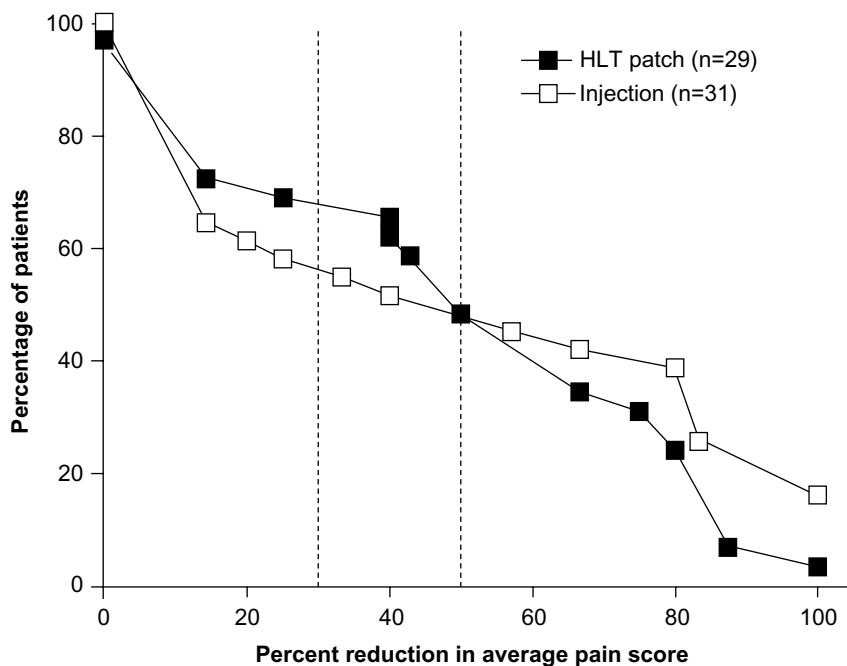 100
80
60
40
20
0
Percentage of patients
HLT patch (n=29)
Injection (n=31)
0 20 40 60 80 100
Percent reduction in average pain score